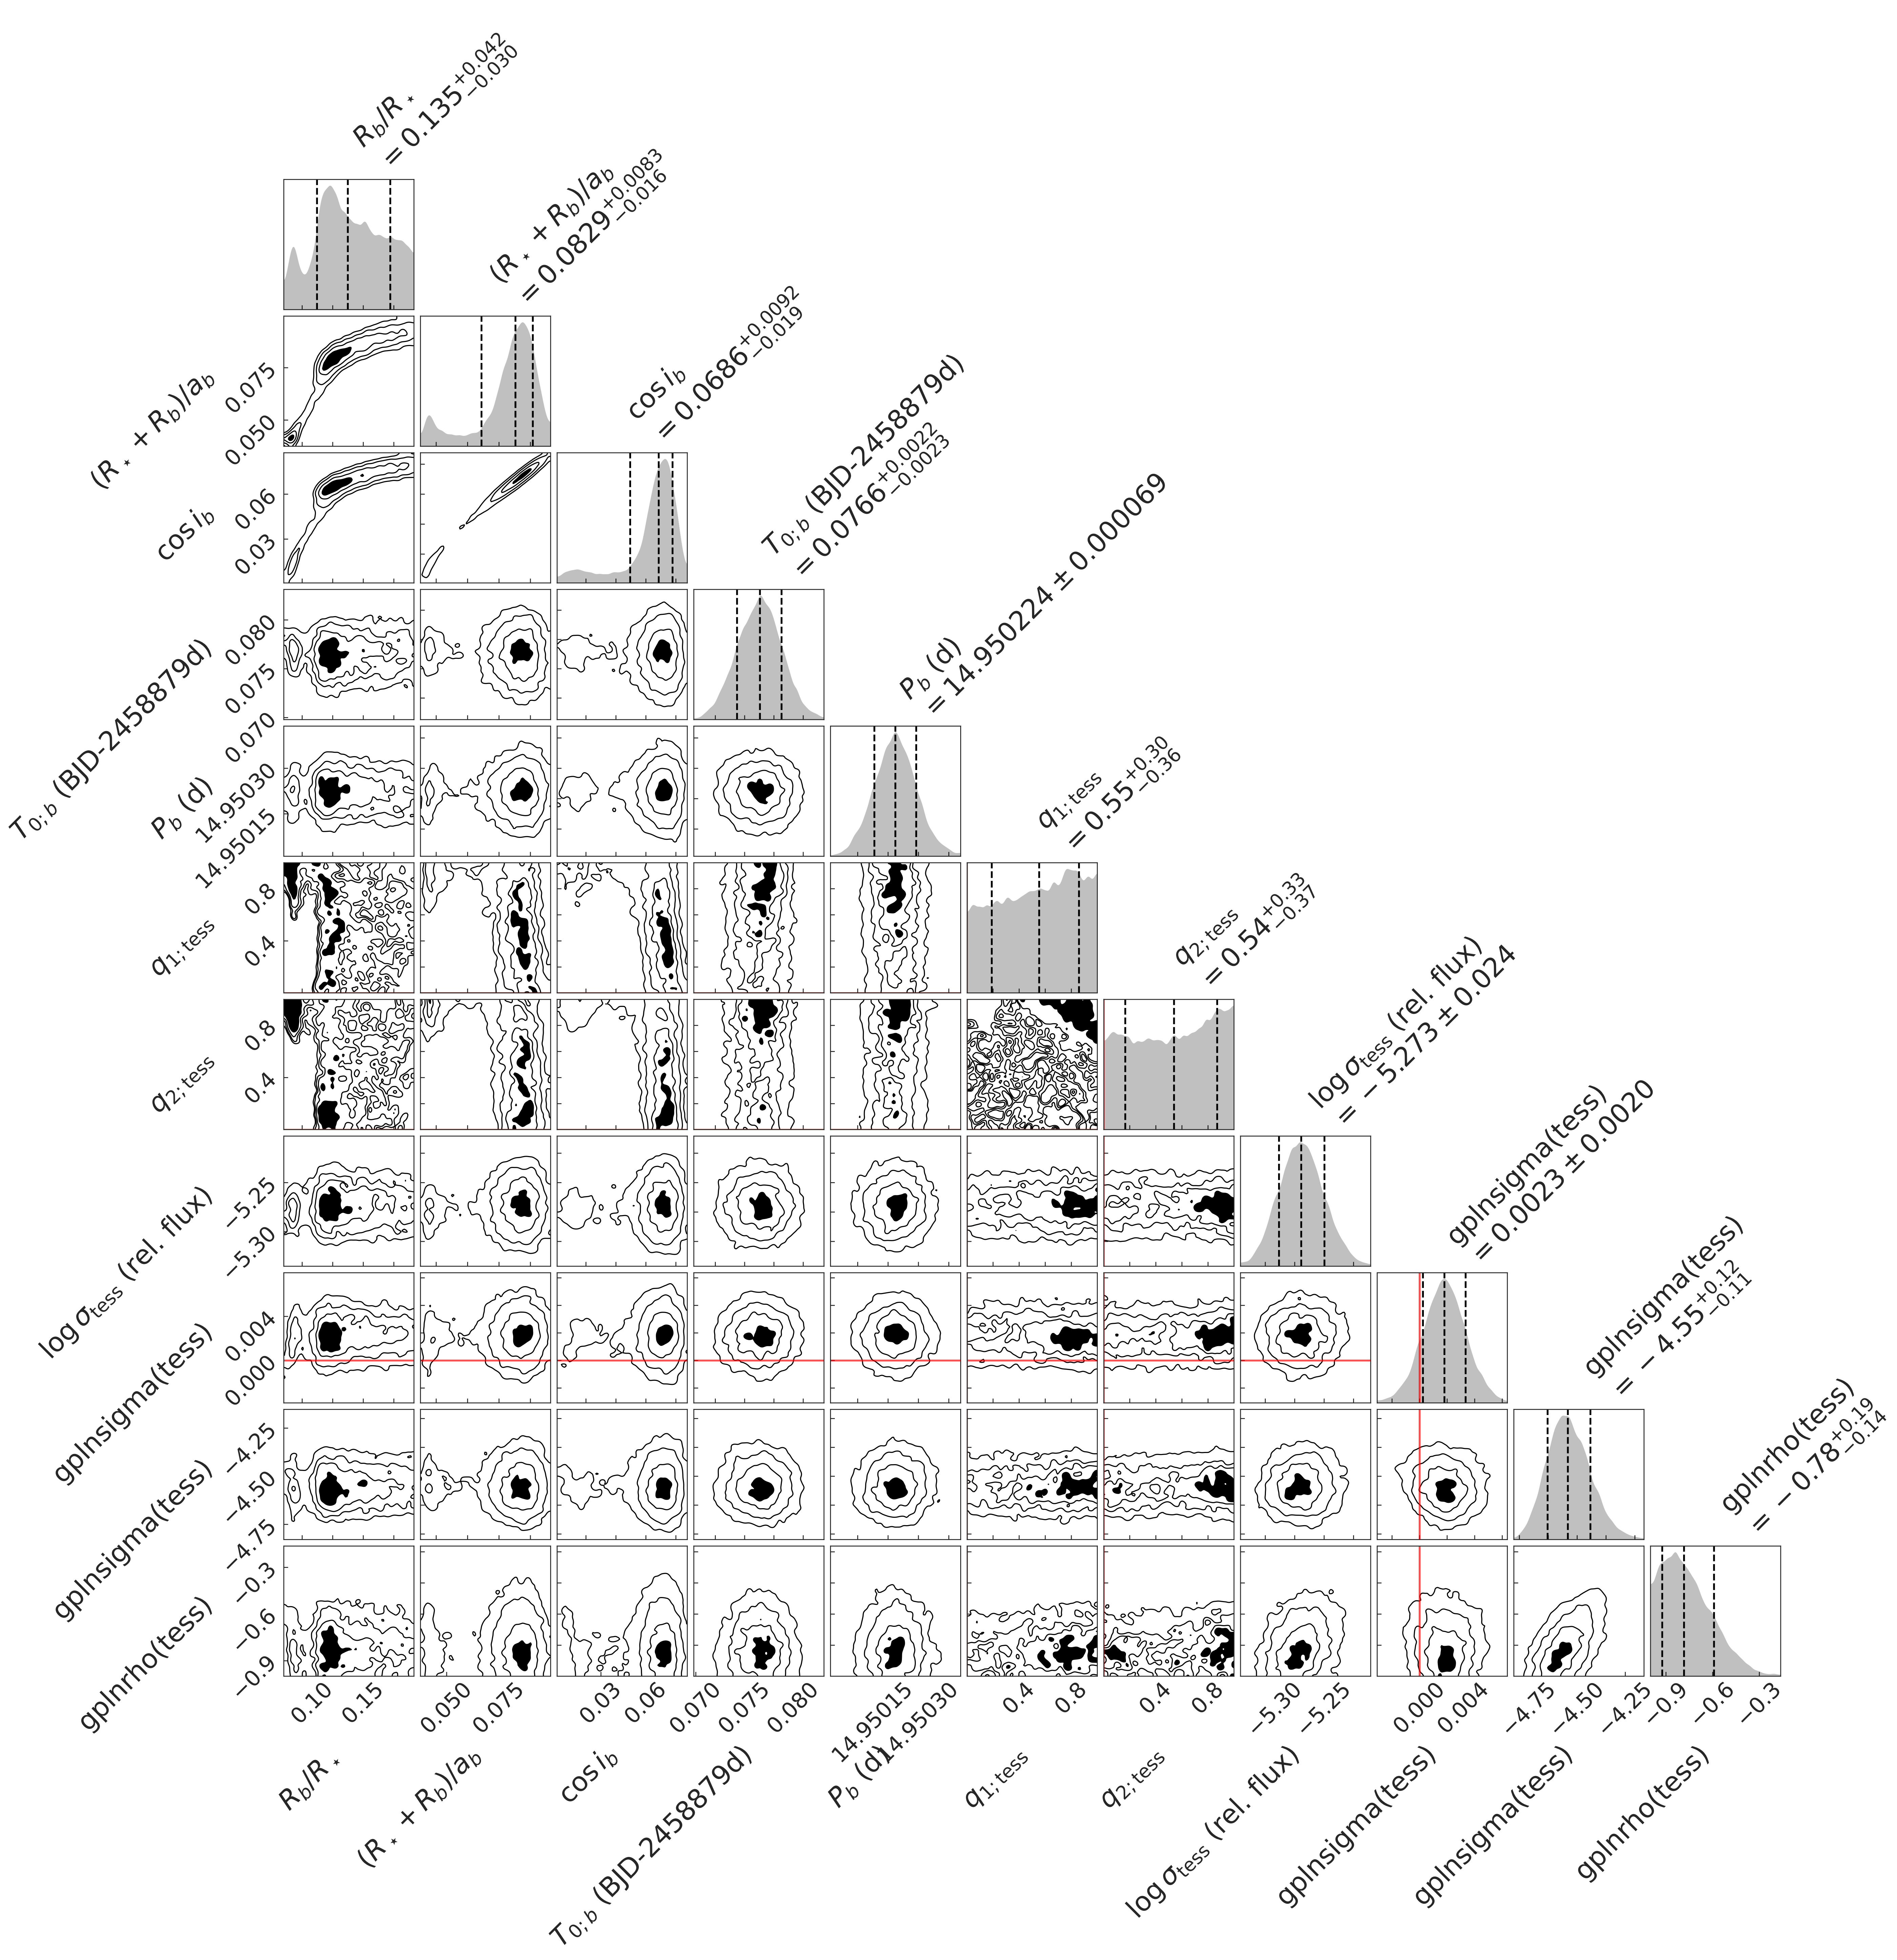 R_b/R_⋆
= 0.135^{+0.042}_{−0.030}
(R_⋆ + R_b)/a_b
= 0.0829^{+0.0083}_{−0.016}
cos i_b
= 0.0686^{+0.0092}_{−0.019}
T_{0;b} (BJD-2458879d)
= 0.0766^{+0.0022}_{−0.0023}
P_b (d)
= 14.950224 ± 0.000069
q_{1;tess}
= 0.55^{+0.30}_{−0.36}
q_{2;tess}
= 0.54^{+0.33}_{−0.37}
log σ_tess (rel. flux)
= −5.273 ± 0.024
gplnsigma(tess)
= 0.0023 ± 0.0020
gplnsigma(tess)
= −4.55^{+0.12}_{−0.11}
gplnrho(tess)
= −0.78^{+0.19}_{−0.14}
(R_⋆ + R_b)/a_b
0.075
0.050
cos i_b
0.06
0.03
T_{0;b} (BJD-2458879d)
0.080
0.075
0.070
P_b (d)
14.95030
14.95015
q_{1;tess}
0.8
0.4
q_{2;tess}
0.8
0.4
log σ_tess (rel. flux)
−5.25
−5.30
gplnsigma(tess)
0.004
0.000
gplnsigma(tess)
−4.25
−4.50
−4.75
gplnrho(tess)
−0.3
−0.6
−0.9
0.10 0.15
0.050 0.075
0.03 0.06
0.070 0.075 0.080
14.95015 14.95030
0.4 0.8
0.4 0.8
−5.30 −5.25
0.000 0.004
−4.75 −4.50 −4.25
−0.9 −0.6 −0.3
R_b/R_⋆
(R_⋆ + R_b)/a_b
cos i_b
T_{0;b} (BJD-2458879d)
P_b (d)
q_{1;tess}
q_{2;tess}
log σ_tess (rel. flux)
gplnsigma(tess)
gplnsigma(tess)
gplnrho(tess)